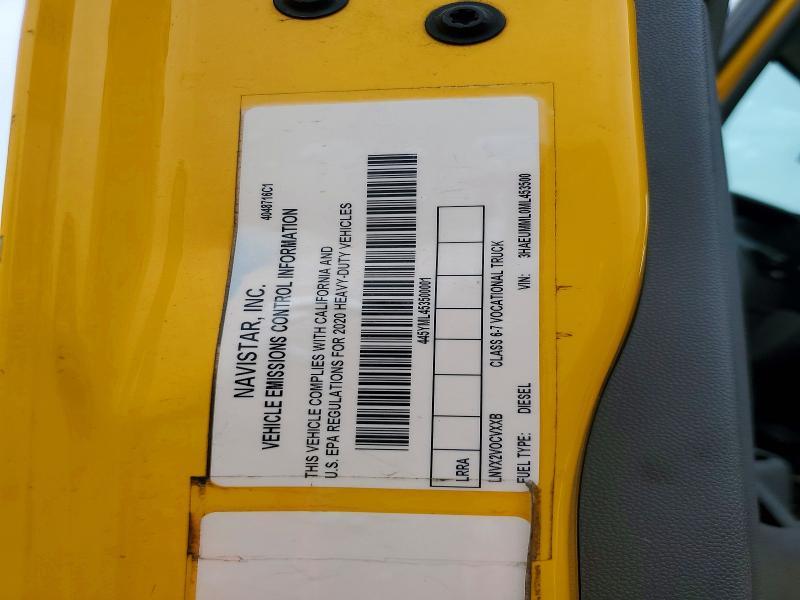 4048716C1
NAVISTAR, INC.
VEHICLE EMISSIONS CONTROL INFORMATION
THIS VEHICLE COMPLIES WITH CALIFORNIA AND
U.S. EPA REGULATIONS FOR 2020 HEAVY-DUTY VEHICLES
445YML453500001
LRRA
LNVX2VOCVXXB CLASS 6-7 VOCATIONAL TRUCK
FUEL TYPE: DIESEL VIN: 3HAEUMML0ML453500